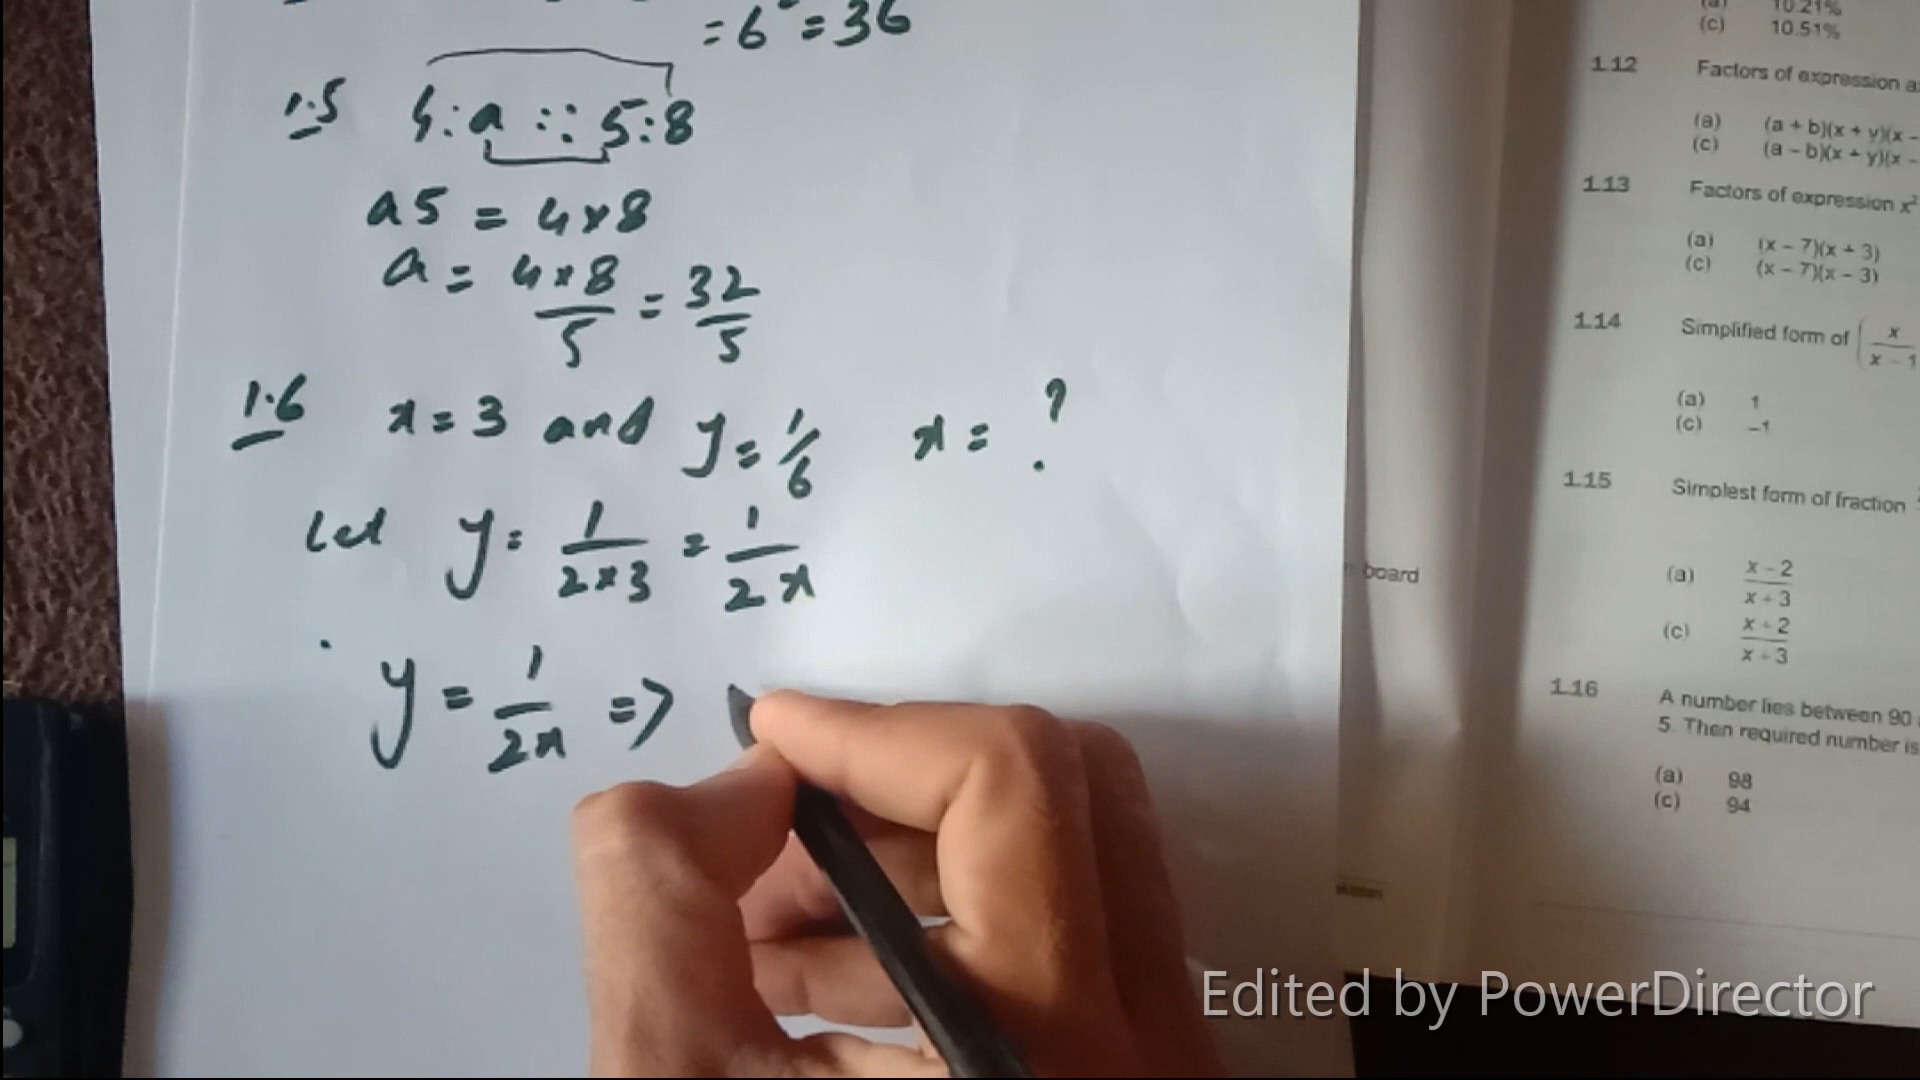 = 6² = 36
1.5 4 : a :: 5 : 8
a5 = 4×8
a = 4×8/5 = 32/5
1.6 x = 3 and y = 1/6 x = ?
Let y = 1/2×3 = 1/2x
y = 1/2x =>
10.21%
(c) 10.51%
1.12 Factors of expression
(a) (a + b)(x + y)(x -
(c) (a - b)(x + y)(x -
1.13 Factors of expression x²
(a) (x - 7)(x + 3)
(c) (x - 7)(x - 3)
1.14 Simplified form of ( x / x - 1
(a) 1
(c) -1
1.15 Simplest form of fraction
board
(a) x - 2 / x + 3
(c) x + 2 / x + 3
1.16 A number lies between 90
5. Then required number is
(a) 98
(c) 94
Edited by PowerDirector